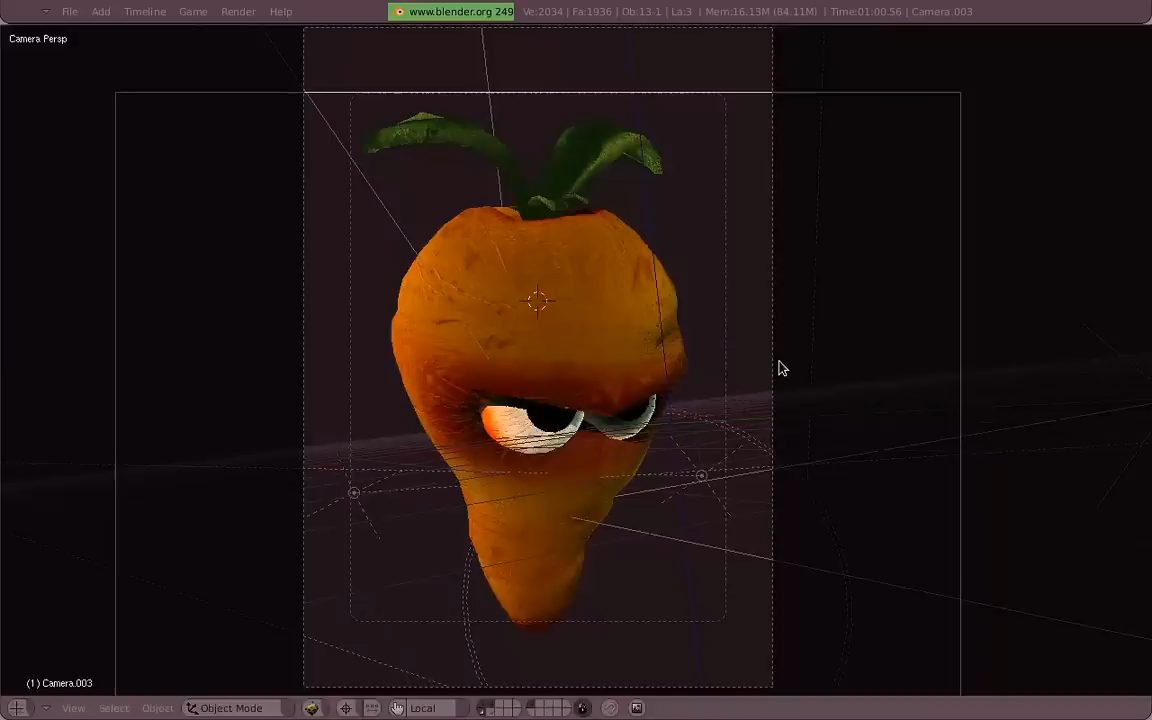 File Add Timeline Game Render Help www.blender.org 249 Ve:2034 | Fa:1936 | Ob:13-1 | La:3 | Mem:16.13M (84.11M) | Time:01:00.56 | Camera.003
Camera Persp
(1) Camera.003
View Select Object Object Mode Local